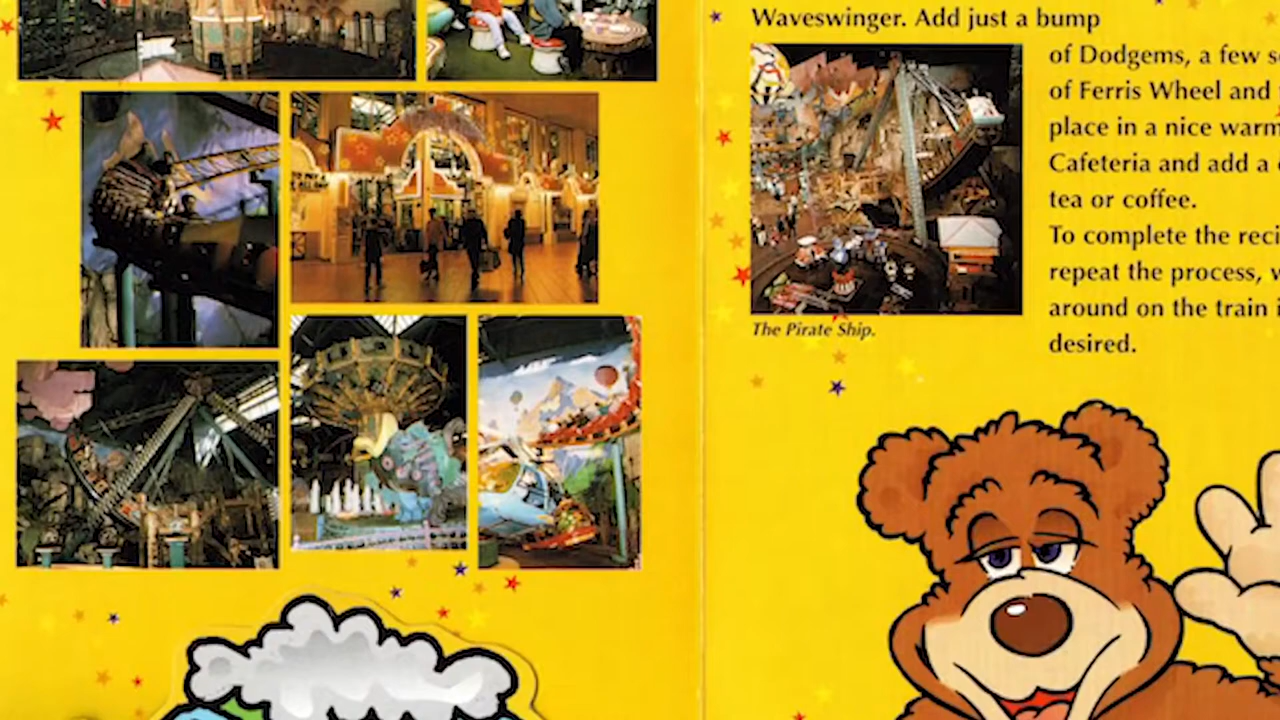 Waveswinger. Add just a bump
of Dodgems, a few
of Ferris Wheel and
place in a nice warm
Cafeteria and add a
tea or coffee.
To complete the
repeat the process,
around on the train
desired.
The Pirate Ship.